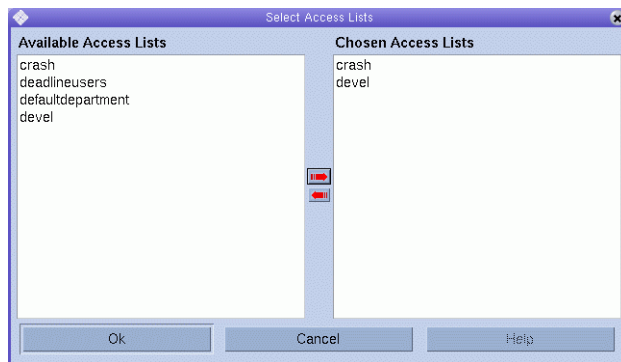 Select Access Lists
Available Access Lists
crash
deadlineusers
defaultdepartment
devel
Chosen Access Lists
crash
devel
Ok
Cancel
Help